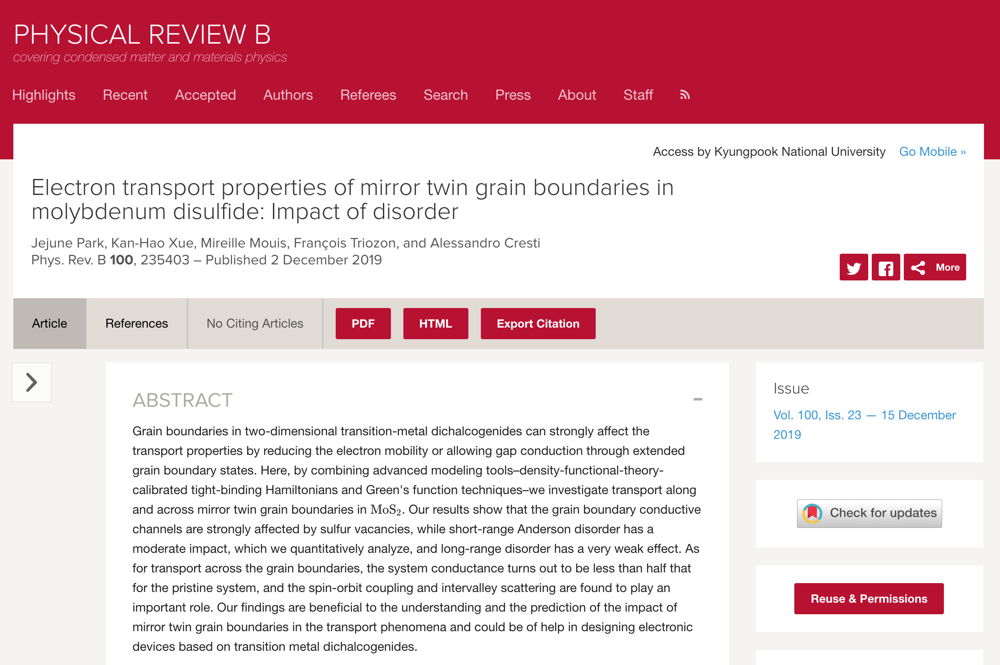 PHYSICAL REVIEW B
covering condensed matter and materials physics
Highlights Recent Accepted Authors Referees Search Press About Staff
Access by Kyungpook National University Go Mobile »
Electron transport properties of mirror twin grain boundaries in
molybdenum disulfide: Impact of disorder
Jejune Park, Kan-Hao Xue, Mireille Mouis, François Triozon, and Alessandro Cresti
Phys. Rev. B 100, 235403 – Published 2 December 2019
More
Article References No Citing Articles PDF HTML Export Citation
ABSTRACT
Grain boundaries in two-dimensional transition-metal dichalcogenides can strongly affect the
transport properties by reducing the electron mobility or allowing gap conduction through extended
grain boundary states. Here, by combining advanced modeling tools–density-functional-theory-
calibrated tight-binding Hamiltonians and Green's function techniques–we investigate transport along
and across mirror twin grain boundaries in MoS₂. Our results show that the grain boundary conductive
channels are strongly affected by sulfur vacancies, while short-range Anderson disorder has a
moderate impact, which we quantitatively analyze, and long-range disorder has a very weak effect. As
for transport across the grain boundaries, the system conductance turns out to be less than half that
for the pristine system, and the spin-orbit coupling and intervalley scattering are found to play an
important role. Our findings are beneficial to the understanding and the prediction of the impact of
mirror twin grain boundaries in the transport phenomena and could be of help in designing electronic
devices based on transition metal dichalcogenides.
Issue
Vol. 100, Iss. 23 — 15 December
2019
Check for updates
Reuse & Permissions